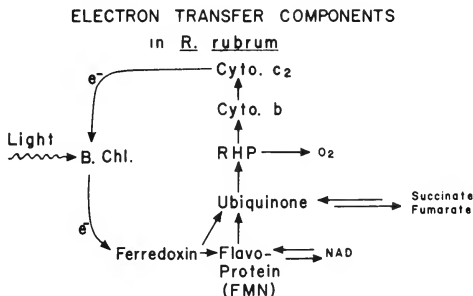 ELECTRON TRANSFER COMPONENTS
in R. rubrum
e⁻
Cyto. c₂
Cyto. b
Light
B. Chl.
RHP
O₂
Ubiquinone
Succinate
Fumarate
e⁻
Ferredoxin
Flavo-
Protein
(FMN)
NAD